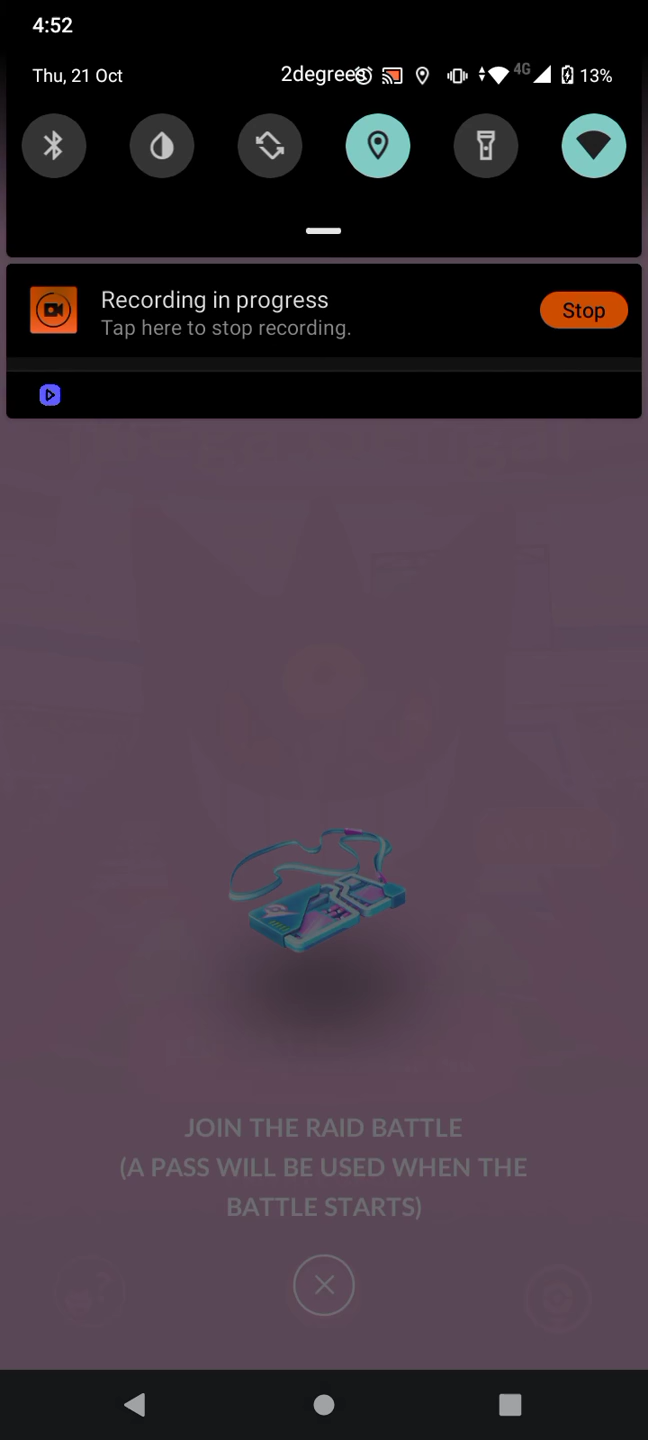 4:52
Thu, 21 Oct
2degrees
4G
13%
Recording in progress
Stop
Tap here to stop recording.
JOIN THE RAID BATTLE
(A PASS WILL BE USED WHEN THE
BATTLE STARTS)